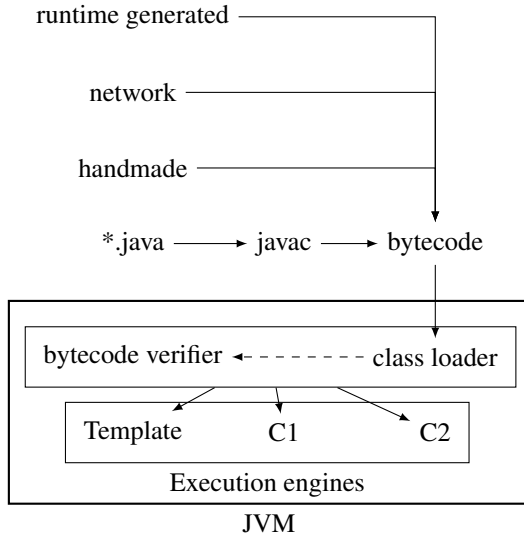 runtime generated
network
handmade
*.java javac bytecode
bytecode verifier class loader
Template C1 C2
Execution engines
JVM